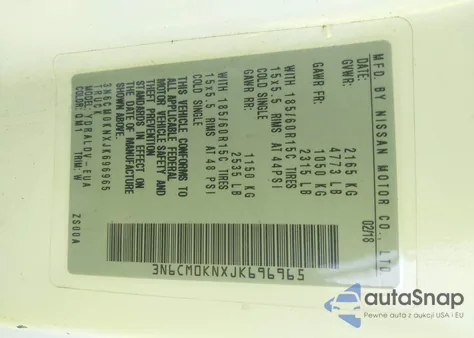 MFD. BY NISSAN MOTOR CO., LTD.
02/18
GVWR: 2165 KG
4773 LB
GAWR FR: 1050 KG
2315 LB
WITH 185/60R15C TIRES
15x5.5 RIMS AT 44PSI
COLD SINGLE
GAWR RR: 1150 KG
2535 LB
WITH 185/60R15C TIRES
15x5.5 RIMS AT 48 PSI
COLD SINGLE
THIS VEHICLE CONFORMS TO
ALL APPLICABLE FEDERAL
MOTOR VEHICLE SAFETY AND
THEFT PREVENTION
STANDARDS IN EFFECT ON
THE DATE OF MANUFACTURE
SHOWN ABOVE.
3N6CM0KNXJK696965
TRUCK
MODEL YDRALDV-EUA
COLOR QM1 TRIM: W
ZS00A
3N6CM0KNXJK696965
autoSnap
Pewne auta z aukcji USA i EU